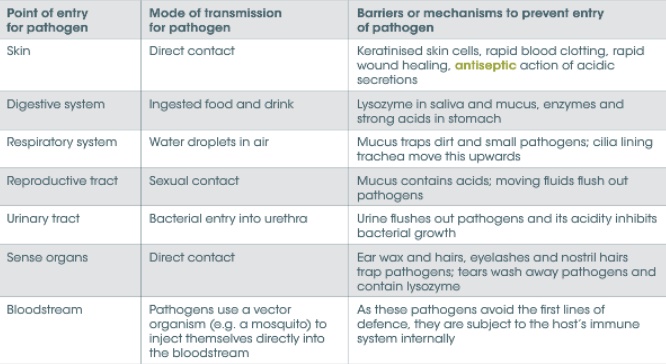 Point of entry
for pathogen
Mode of transmission
for pathogen
Barriers or mechanisms to prevent entry
of pathogen
Skin
Direct contact
Keratinised skin cells, rapid blood clotting, rapid
wound healing, antiseptic action of acidic
secretions
Digestive system
Ingested food and drink
Lysozyme in saliva and mucus, enzymes and
strong acids in stomach
Respiratory system
Water droplets in air
Mucus traps dirt and small pathogens; cilia lining
trachea move this upwards
Reproductive tract
Sexual contact
Mucus contains acids; moving fluids flush out
pathogens
Urinary tract
Bacterial entry into urethra
Urine flushes out pathogens and its acidity inhibits
bacterial growth
Sense organs
Direct contact
Ear wax and hairs, eyelashes and nostril hairs
trap pathogens; tears wash away pathogens and
contain lysozyme
Bloodstream
Pathogens use a vector
organism (e.g. a mosquito) to
inject themselves directly into
the bloodstream
As these pathogens avoid the first lines of
defence, they are subject to the host's immune
system internally